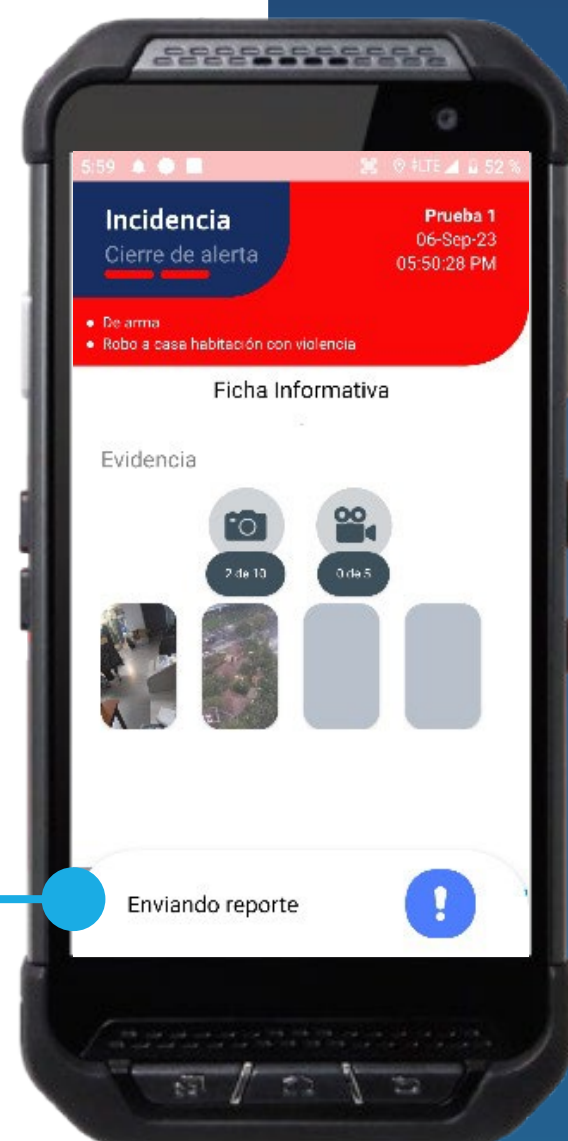 5:59 LTE 52 %
Incidencia
Cierre de alerta
Prueba 1
06-Sep-23
05:50:28 PM
De arma
Robo a casa habitación con violencia
Ficha Informativa
Evidencia
2 de 10
0 de 5
Enviando reporte